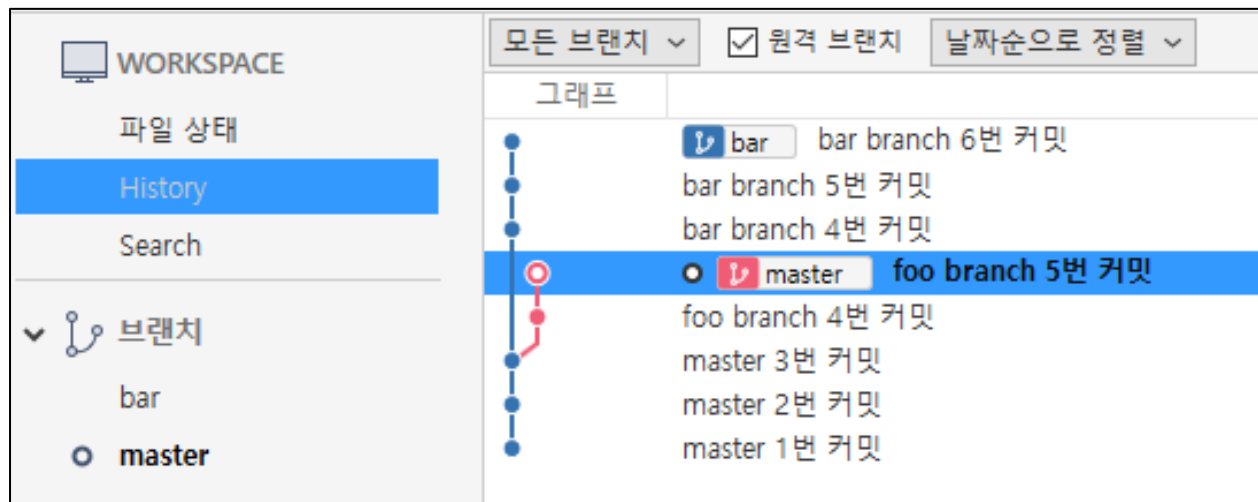 WORKSPACE
파일 상태
History
Search
브랜치
bar
master
모든 브랜치 원격 브랜치 날짜순으로 정렬
그래프
bar bar branch 6번 커밋
bar branch 5번 커밋
bar branch 4번 커밋
master foo branch 5번 커밋
foo branch 4번 커밋
master 3번 커밋
master 2번 커밋
master 1번 커밋